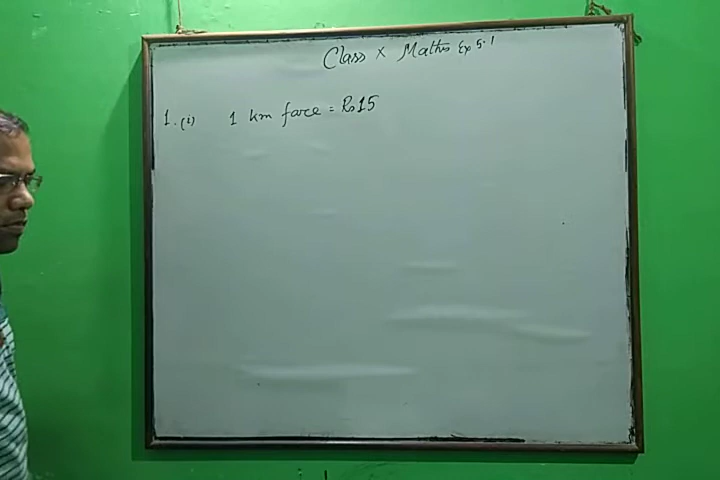 Class X Maths Ex 5.1
1. (i) 1 km fare = Rs 15